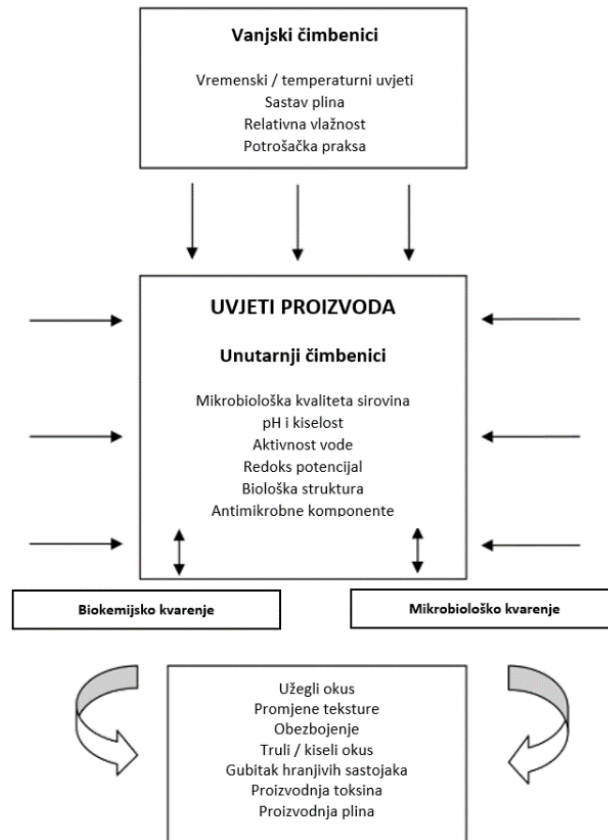 Vanjski čimbenici
Vremenski / temperaturni uvjeti
Sastav plina
Relativna vlažnost
Potrošačka praksa
UVJETI PROIZVODA
Unutarnji čimbenici
Mikrobiološka kvaliteta sirovina
pH i kiselost
Aktivnost vode
Redoks potencijal
Biološka struktura
Antimikrobne komponente
Biokemijsko kvarenje
Mikrobiološko kvarenje
Užegli okus
Promjene teksture
Obezbojenje
Truli / kiseli okus
Gubitak hranjivih sastojaka
Proizvodnja toksina
Proizvodnja plina